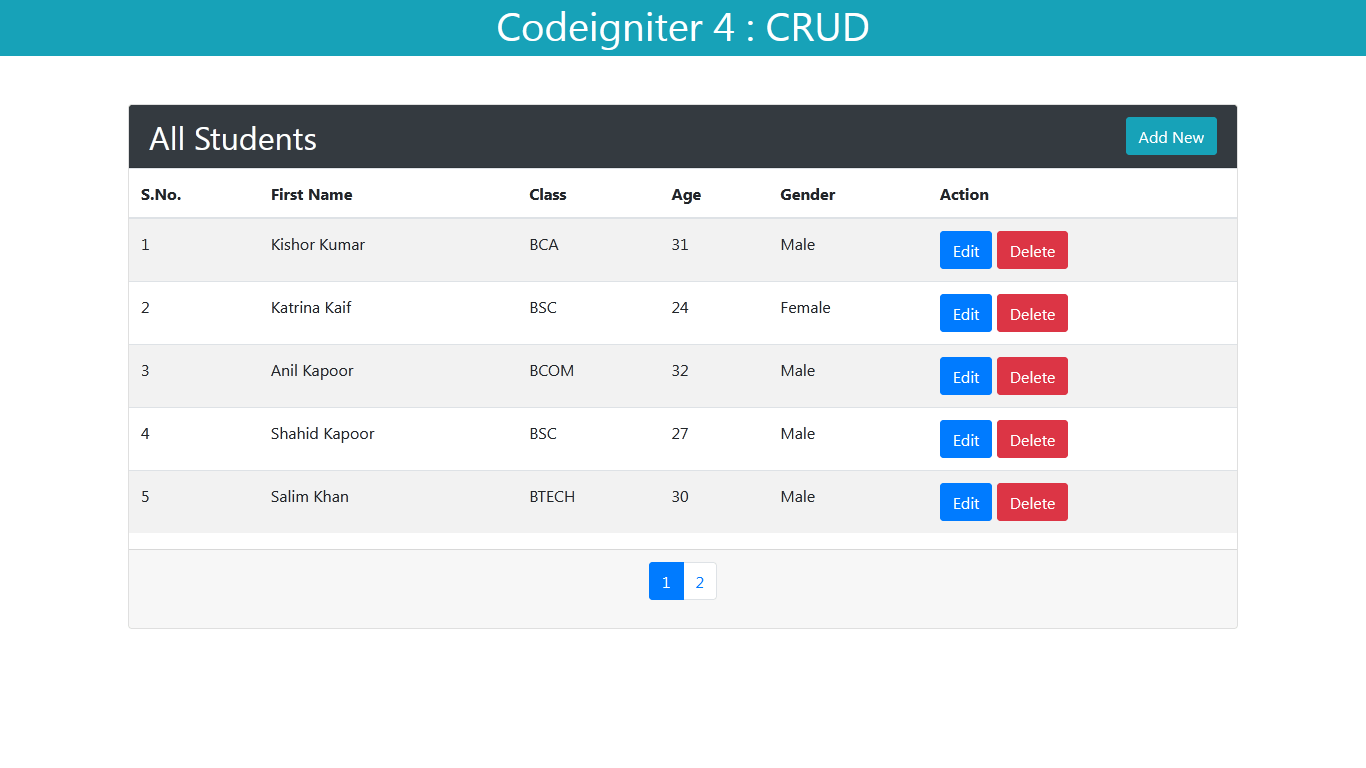 Codeigniter 4 : CRUD
All Students Add New
S.No. First Name Class Age Gender Action
1 Kishor Kumar BCA 31 Male Edit Delete
2 Katrina Kaif BSC 24 Female Edit Delete
3 Anil Kapoor BCOM 32 Male Edit Delete
4 Shahid Kapoor BSC 27 Male Edit Delete
5 Salim Khan BTECH 30 Male Edit Delete
1 2